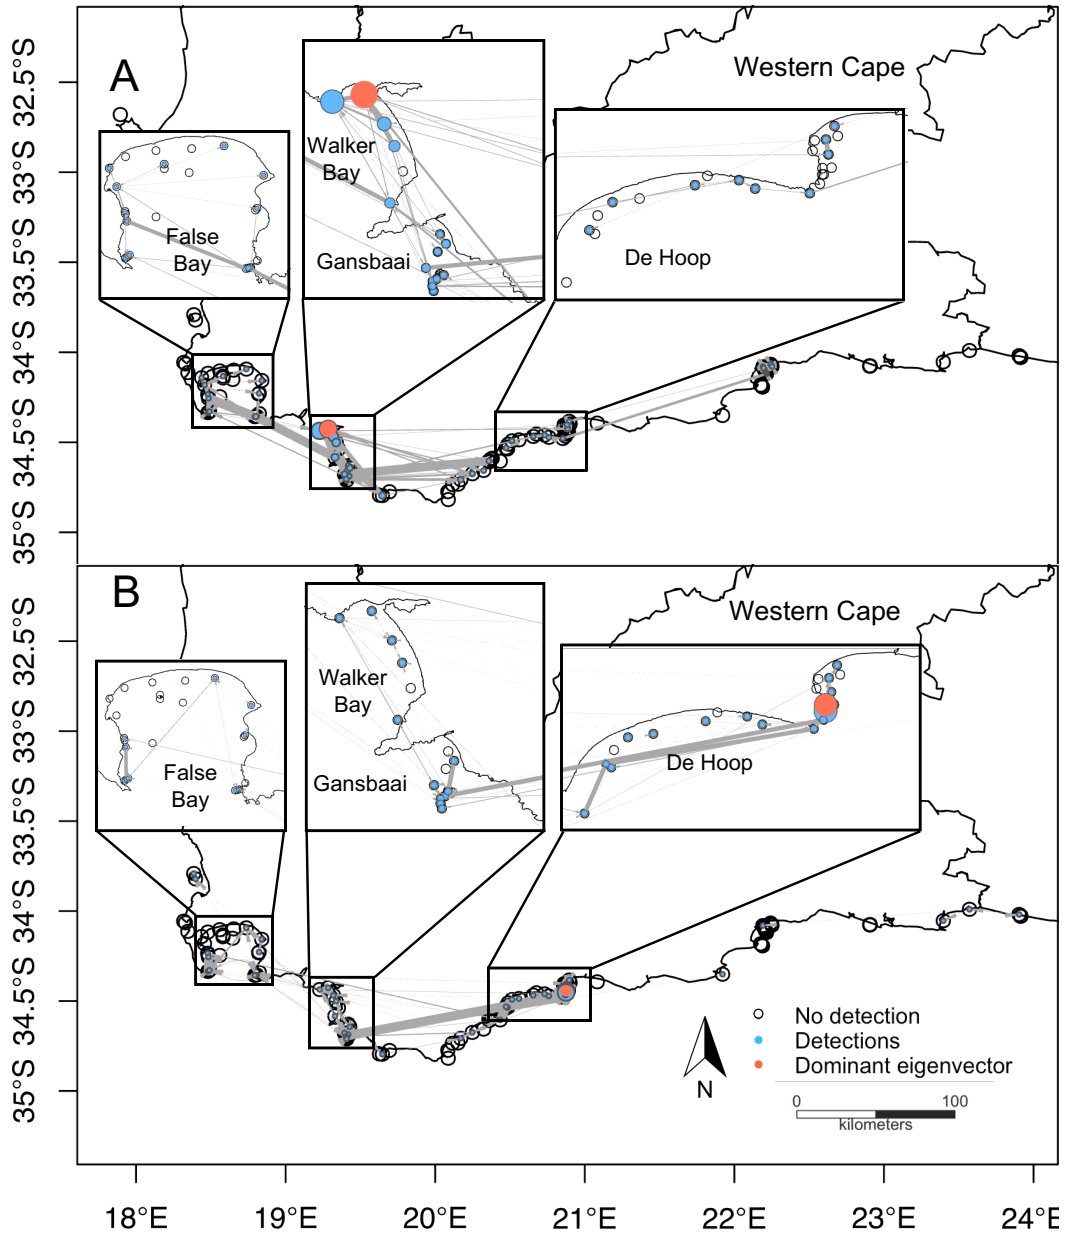 A
Western Cape
32.5°S
33°S
33.5°S
34°S
34.5°S
35°S
False
Bay
Walker
Bay
Gansbaai
De Hoop
B
Western Cape
32.5°S
33°S
33.5°S
34°S
34.5°S
35°S
False
Bay
Walker
Bay
Gansbaai
De Hoop
No detection
Detections
Dominant eigenvector
N
0 100
kilometers
18°E 19°E 20°E 21°E 22°E 23°E 24°E